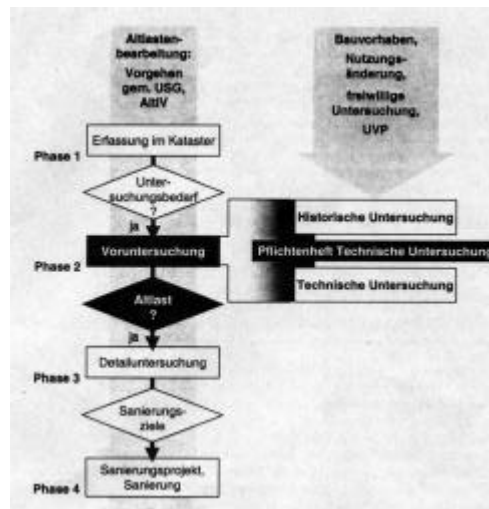 Altlasten-
bearbeitung:
Vorgehen
gem. USG,
AltlV
Bauvorhaben,
Nutzungs-
änderung,
freiwillige
Untersuchung,
UVP
Phase 1
Erfassung im Kataster
Unter-
suchungsbedarf
?
ja
Historische Untersuchung
Phase 2
Voruntersuchung
Pflichtenheft Technische Untersuchung
Technische Untersuchung
Altlast
?
ja
Phase 3
Detailuntersuchung
Sanierungs-
ziele
Phase 4
Sanierungsprojekt,
Sanierung